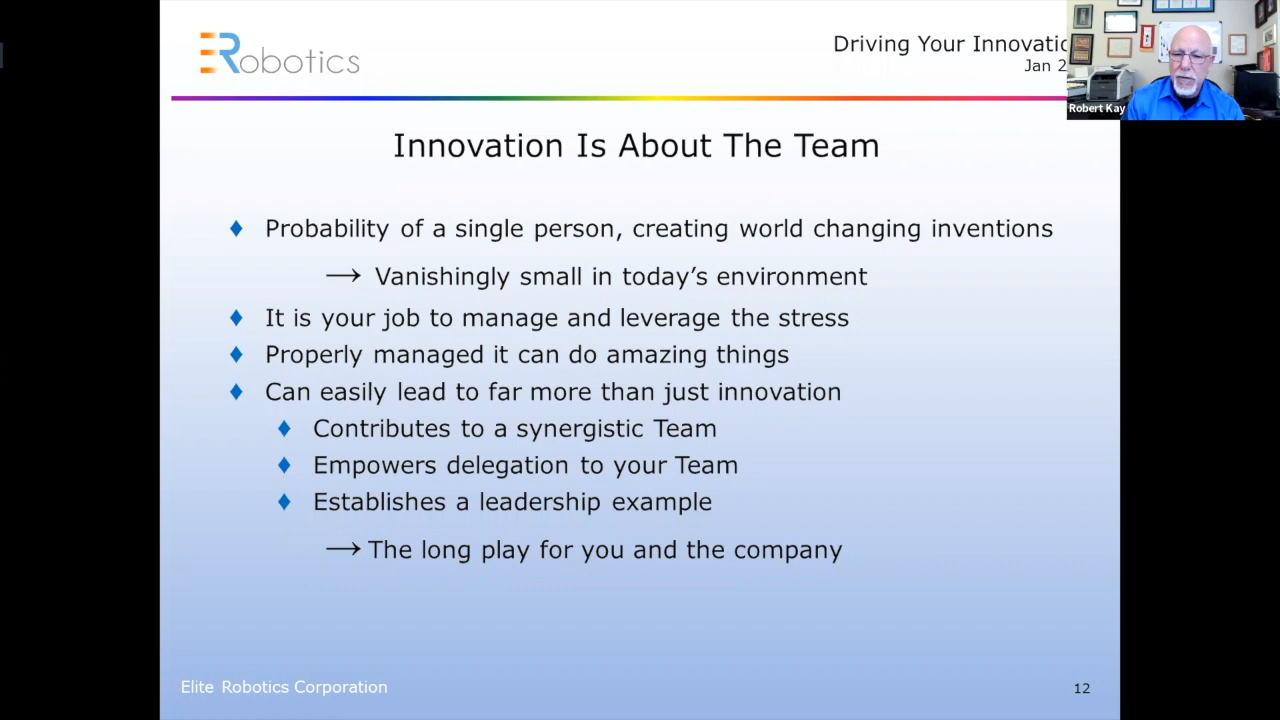 ERobotics
Driving Your Innovatio
Jan 2
Robert Kay
Innovation Is About The Team
♦ Probability of a single person, creating world changing inventions
→ Vanishingly small in today’s environment
♦ It is your job to manage and leverage the stress
♦ Properly managed it can do amazing things
♦ Can easily lead to far more than just innovation
♦ Contributes to a synergistic Team
♦ Empowers delegation to your Team
♦ Establishes a leadership example
→ The long play for you and the company
Elite Robotics Corporation
12